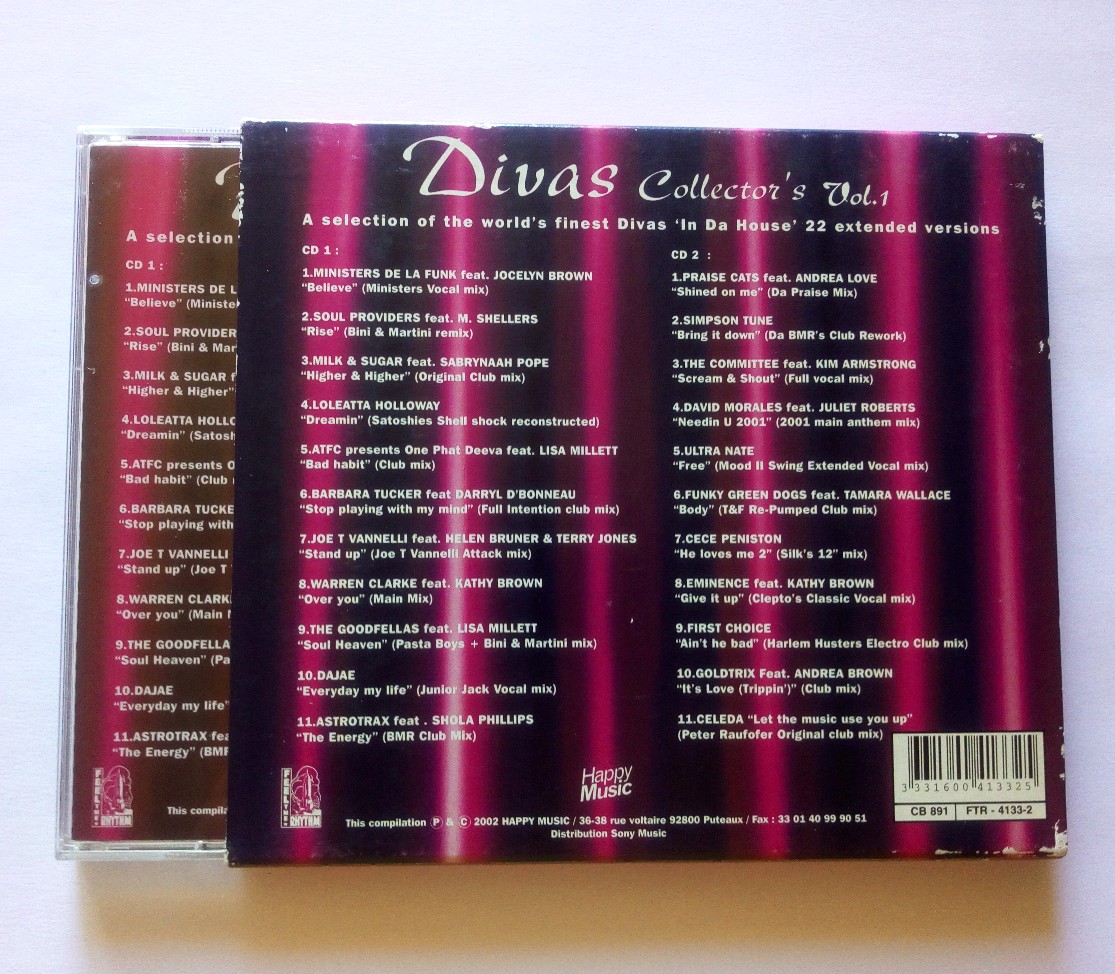 Divas Collector's Vol.1
A selection of the world's finest Divas 'In Da House' 22 extended versions
CD 1 :
1.MINISTERS DE LA FUNK feat. JOCELYN BROWN
“Believe” (Ministers Vocal mix)
2.SOUL PROVIDERS feat. M. SHELLERS
“Rise” (Bini & Martini remix)
3.MILK & SUGAR feat. SABRYNAAH POPE
“Higher & Higher” (Original Club mix)
4.LOLEATTA HOLLOWAY
“Dreamin” (Satoshies Shell shock reconstructed)
5.ATFC presents One Phat Deeva feat. LISA MILLETT
“Bad habit” (Club mix)
6.BARBARA TUCKER feat DARRYL D'BONNEAU
“Stop playing with my mind” (Full Intention club mix)
7.JOE T VANNELLI feat. HELEN BRUNER & TERRY JONES
“Stand up” (Joe T Vannelli Attack mix)
8.WARREN CLARKE feat. KATHY BROWN
“Over you” (Main Mix)
9.THE GOODFELLAS feat. LISA MILLETT
“Soul Heaven” (Pasta Boys + Bini & Martini mix)
10.DAJAE
“Everyday my life” (Junior Jack Vocal mix)
11.ASTROTRAX feat . SHOLA PHILLIPS
“The Energy” (BMR Club Mix)
CD 2 :
1.PRAISE CATS feat. ANDREA LOVE
“Shined on me” (Da Praise Mix)
2.SIMPSON TUNE
“Bring it down” (Da BMR's Club Rework)
3.THE COMMITTEE feat. KIM ARMSTRONG
“Scream & Shout” (Full vocal mix)
4.DAVID MORALES feat. JULIET ROBERTS
“Needin U 2001” (2001 main anthem mix)
5.ULTRA NATE
“Free” (Mood II Swing Extended Vocal mix)
6.FUNKY GREEN DOGS feat. TAMARA WALLACE
“Body” (T&F Re-Pumped Club mix)
7.CECE PENISTON
“He loves me 2” (Silk's 12” mix)
8.EMINENCE feat. KATHY BROWN
“Give it up” (Clepto's Classic Vocal mix)
9.FIRST CHOICE
“Ain't he bad” (Harlem Husters Electro Club mix)
10.GOLDTRIX Feat. ANDREA BROWN
“It's Love (Trippin')” (Club mix)
11.CELEDA “Let the music use you up”
(Peter Raufofer Original club mix)
3 331600 413325
CB 891 FTR - 4133-2
FEEL THE RHYTHM
Happy
Music
This compilation Ⓟ & © 2002 HAPPY MUSIC / 36-38 rue voltaire 92800 Puteaux / Fax : 33 01 40 99 90 51
Distribution Sony Music
A selection
CD 1 :
1.MINISTERS DE L
“Believe” (Ministe
2.SOUL PROVIDER
“Rise” (Bini & Mar
3.MILK & SUGAR f
“Higher & Higher”
4.LOLEATTA HOLLO
“Dreamin” (Satosh
5.ATFC presents O
“Bad habit” (Club
6.BARBARA TUCKE
“Stop playing with
7.JOE T VANNELLI
“Stand up” (Joe T
8.WARREN CLARK
“Over you” (Main
9.THE GOODFELLA
“Soul Heaven” (Pa
10.DAJAE
“Everyday my life”
11.ASTROTRAX fea
“The Energy” (BMR
FEEL THE RHYTHM
This compila